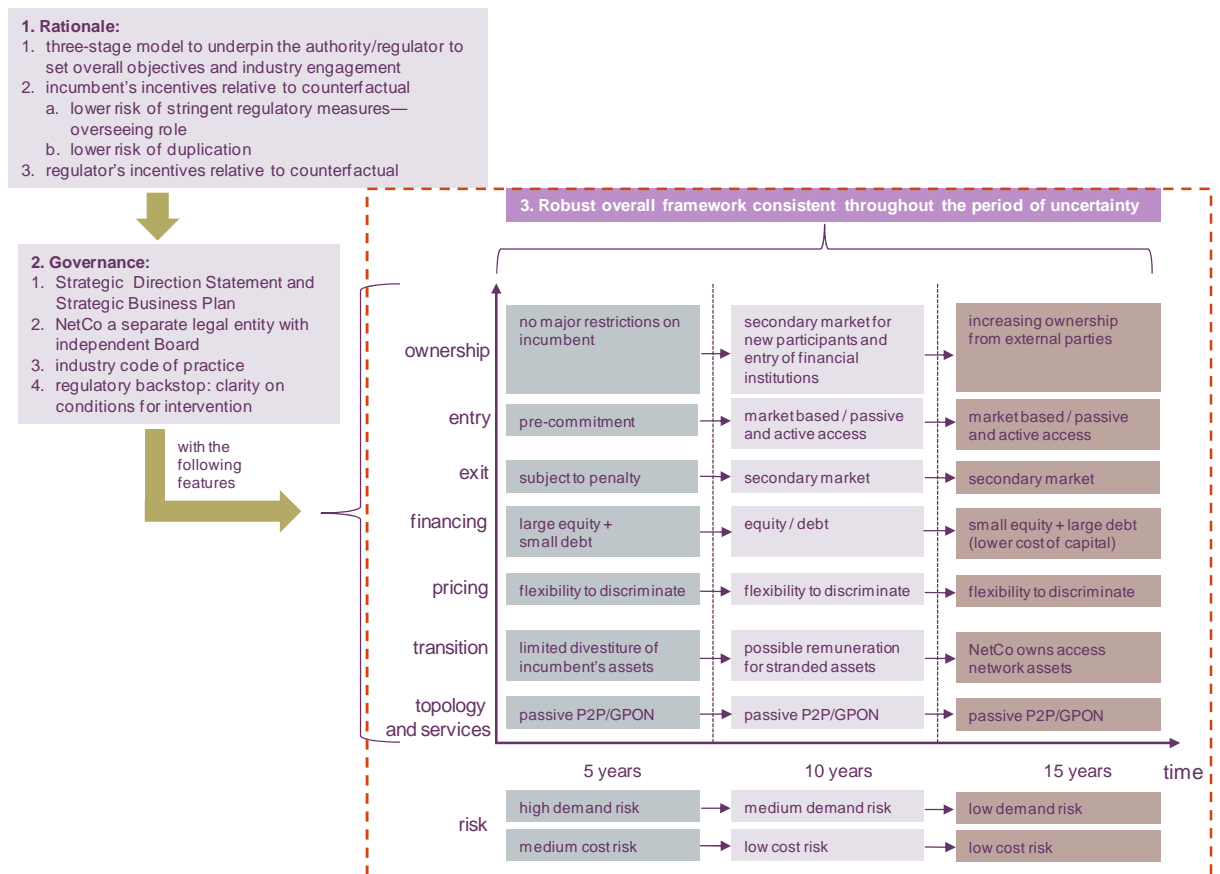 1. Rationale:
1. three-stage model to underpin the authority/regulator to
set overall objectives and industry engagement
2. incumbent's incentives relative to counterfactual
a. lower risk of stringent regulatory measures—
overseeing role
b. lower risk of duplication
3. regulator's incentives relative to counterfactual
2. Governance:
1. Strategic Direction Statement and
Strategic Business Plan
2. NetCo a separate legal entity with
independent Board
3. industry code of practice
4. regulatory backstop: clarity on
conditions for intervention
with the
following
features
3. Robust overall framework consistent throughout the period of uncertainty
ownership
no major restrictions on
incumbent
secondary market for
new participants and
entry of financial
institutions
increasing ownership
from external parties
entry
pre-commitment
market based / passive
and active access
market based / passive
and active access
exit
subject to penalty
secondary market
secondary market
financing
large equity +
small debt
equity / debt
small equity + large debt
(lower cost of capital)
pricing
flexibility to discriminate
flexibility to discriminate
flexibility to discriminate
transition
limited divestiture of
incumbent's assets
possible remuneration
for stranded assets
NetCo owns access
network assets
topology
and services
passive P2P/GPON
passive P2P/GPON
passive P2P/GPON
5 years
10 years
15 years
time
risk
high demand risk
medium demand risk
low demand risk
medium cost risk
low cost risk
low cost risk